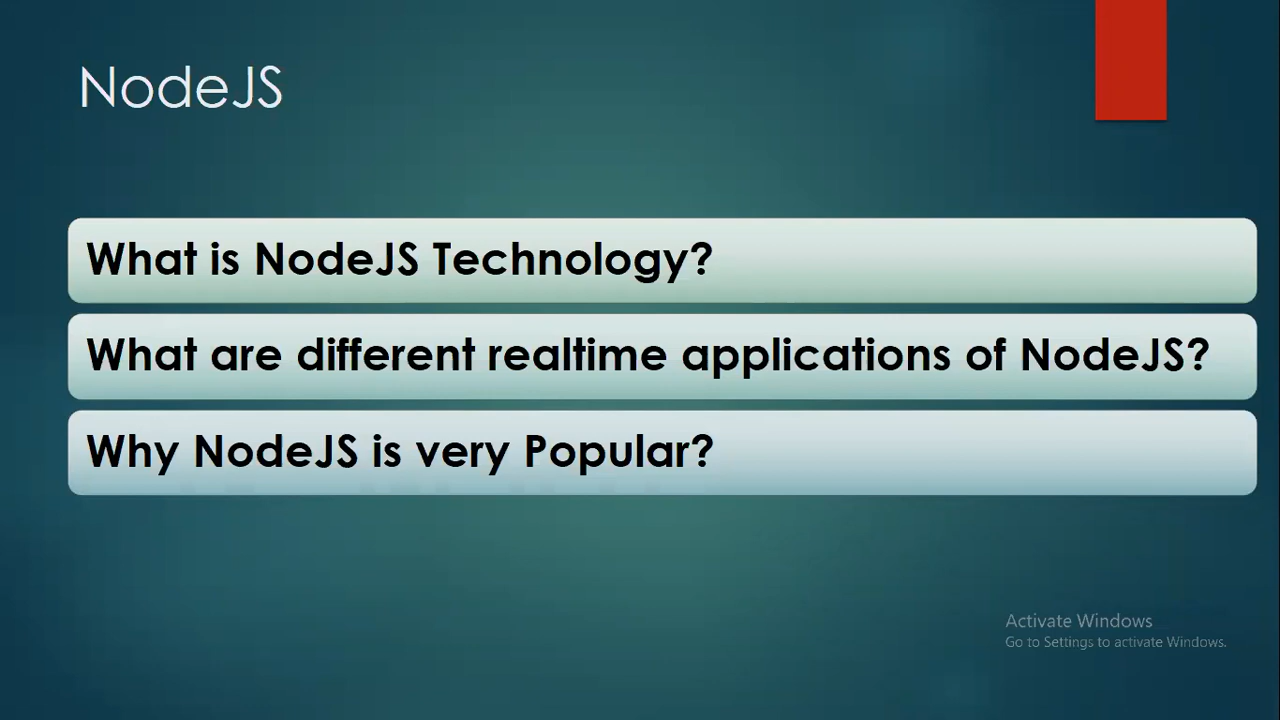 NodeJS
What is NodeJS Technology?
What are different realtime applications of NodeJS?
Why NodeJS is very Popular?
Activate Windows
Go to Settings to activate Windows.